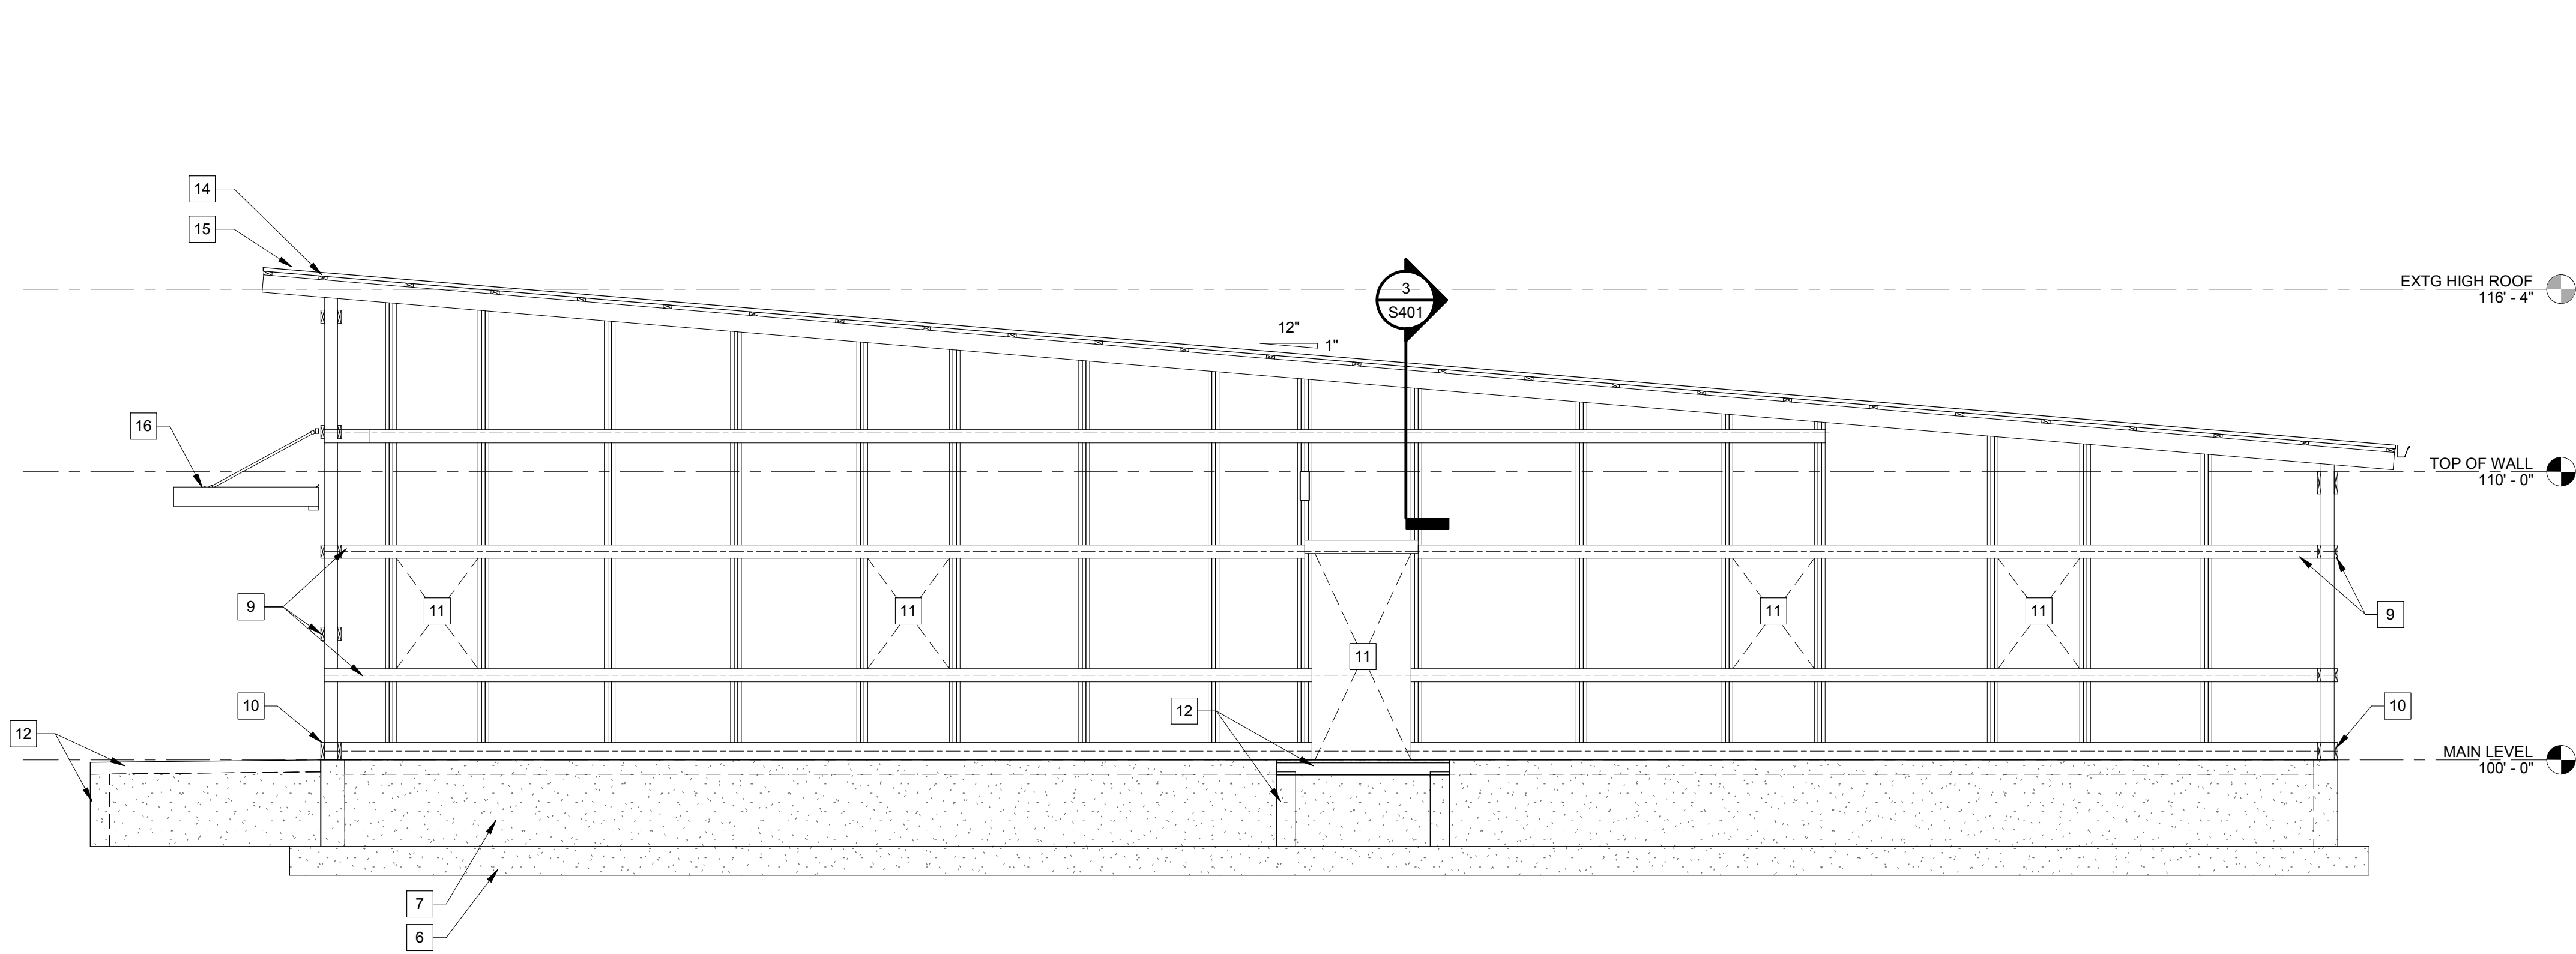 14
15
EXTG HIGH ROOF
116' - 4"
3
S401
12"
1"
16
TOP OF WALL
110' - 0"
9
11
11
11
11
9
11
10
12
10
12
MAIN LEVEL
100' - 0"
7
6